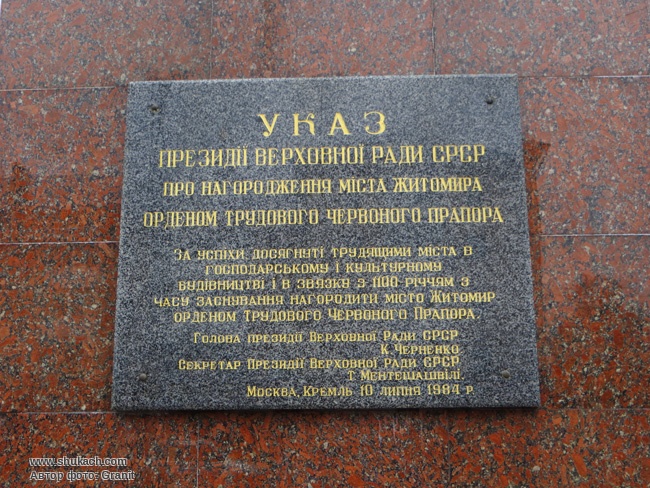 УКАЗ
ПРЕЗИДІЇ ВЕРХОВНОЇ РАДИ СРСР
ПРО НАГОРОДЖЕННЯ МІСТА ЖИТОМИРА
ОРДЕНОМ ТРУДОВОГО ЧЕРВОНОГО ПРАПОРА
ЗА УСПІХИ, ДОСЯГНУТІ ТРУДЯЩИМИ МІСТА В
ГОСПОДАРСЬКОМУ І КУЛЬТУРНОМУ
БУДІВНИЦТВІ І В ЗВ'ЯЗКУ З 1100-РІЧЧЯМ З
ЧАСУ ЗАСНУВАННЯ НАГОРОДИТИ МІСТО ЖИТОМИР
ОРДЕНОМ ТРУДОВОГО ЧЕРВОНОГО ПРАПОРА.
ГОЛОВА ПРЕЗИДІЇ ВЕРХОВНОЇ РАДИ СРСР
К. ЧЕРНЕНКО
СЕКРЕТАР ПРЕЗИДІЇ ВЕРХОВНОЇ РАДИ СРСР
Т. МЕНТЕШАШВІЛІ
МОСКВА, КРЕМЛЬ 10 ЛИПНЯ 1984 Р.
www.shukach.com
Автор фото: Granit